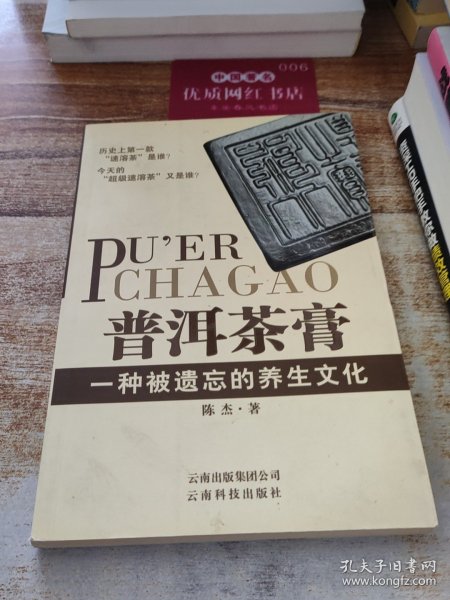 006
中国著名
优质网红书店
历史上第一款
“速溶茶”是谁？
今天的
“超级速溶茶”又是谁？
PU’ER
CHAGAO
普洱茶膏
一种被遗忘的养生文化
陈杰·著
云南出版集团公司
云南科技出版社
孔夫子旧书网
www.kongfz.com